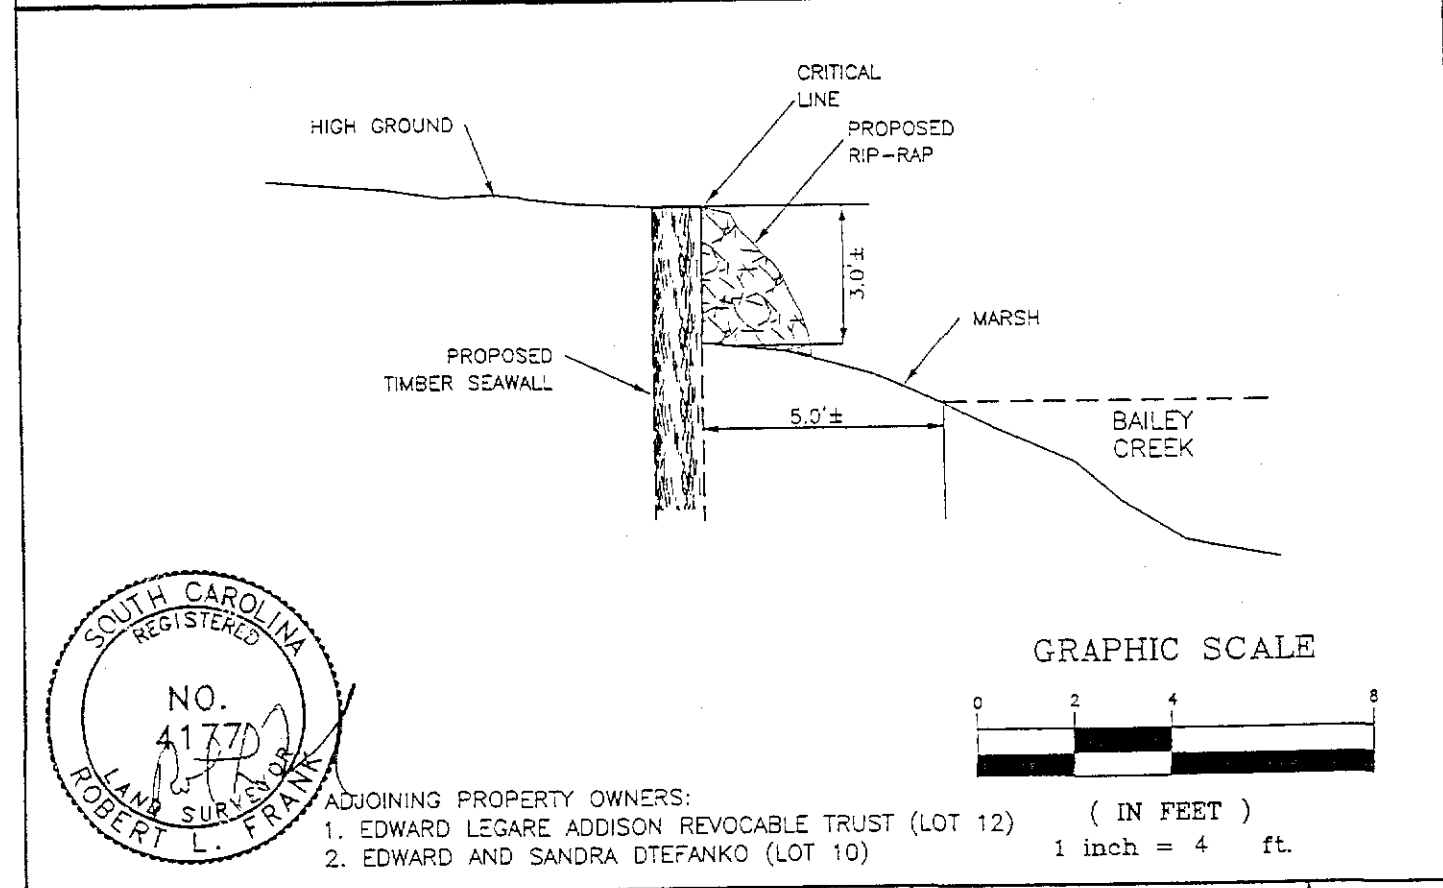 CRITICAL
LINE
HIGH GROUND
PROPOSED
RIP-RAP
3.0'±
MARSH
PROPOSED
TIMBER SEAWALL
5.0'±
BAILEY
CREEK
SOUTH CAROLINA
REGISTERED
NO.
4177
LAND SURVEYOR
ROBERT L. FRANK
GRAPHIC SCALE
0 2 4 8
( IN FEET )
1 inch = 4 ft.
ADJOINING PROPERTY OWNERS:
1. EDWARD LEGARE ADDISON REVOCABLE TRUST (LOT 12)
2. EDWARD AND SANDRA DTEFANKO (LOT 10)